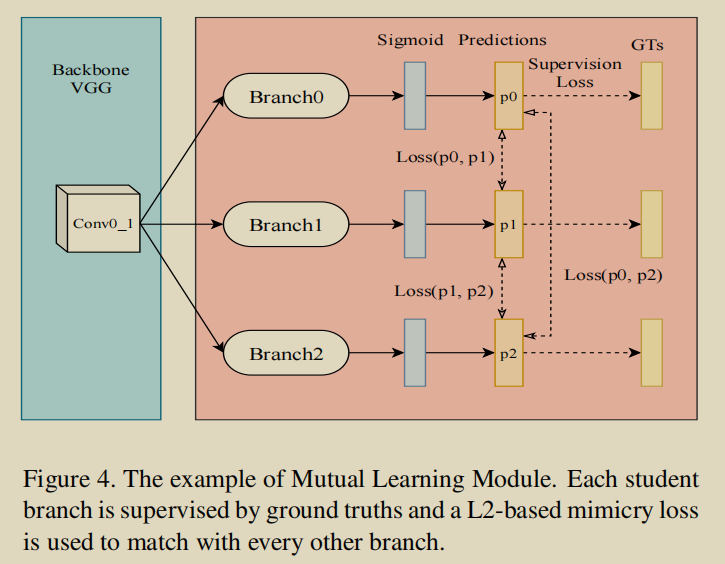 Backbone
VGG
Sigmoid Predictions
GTs
Supervision
Loss
Branch0
p0
Loss(p0, p1)
Conv0_1
Branch1
p1
Loss(p1, p2)
Loss(p0, p2)
Branch2
p2
Figure 4. The example of Mutual Learning Module. Each student
branch is supervised by ground truths and a L2-based mimicry loss
is used to match with every other branch.